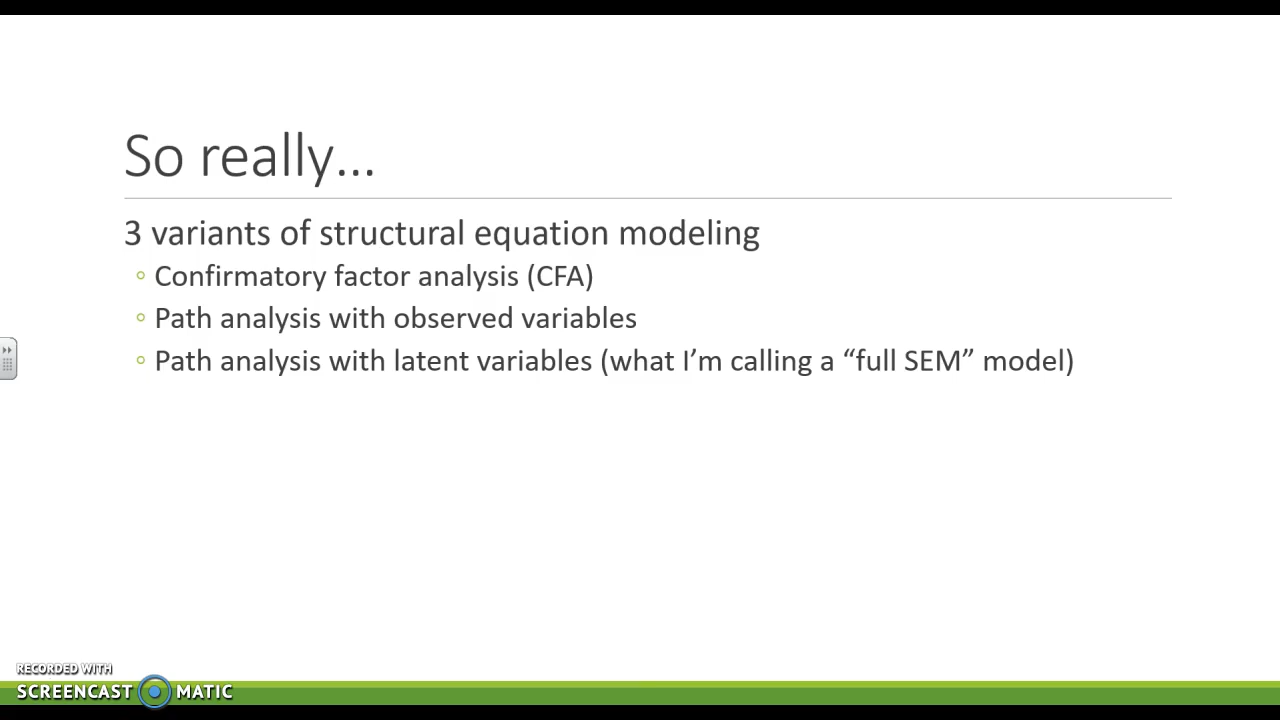 So really...
3 variants of structural equation modeling
Confirmatory factor analysis (CFA)
Path analysis with observed variables
Path analysis with latent variables (what I’m calling a “full SEM” model)
RECORDED WITH
SCREENCAST MATIC